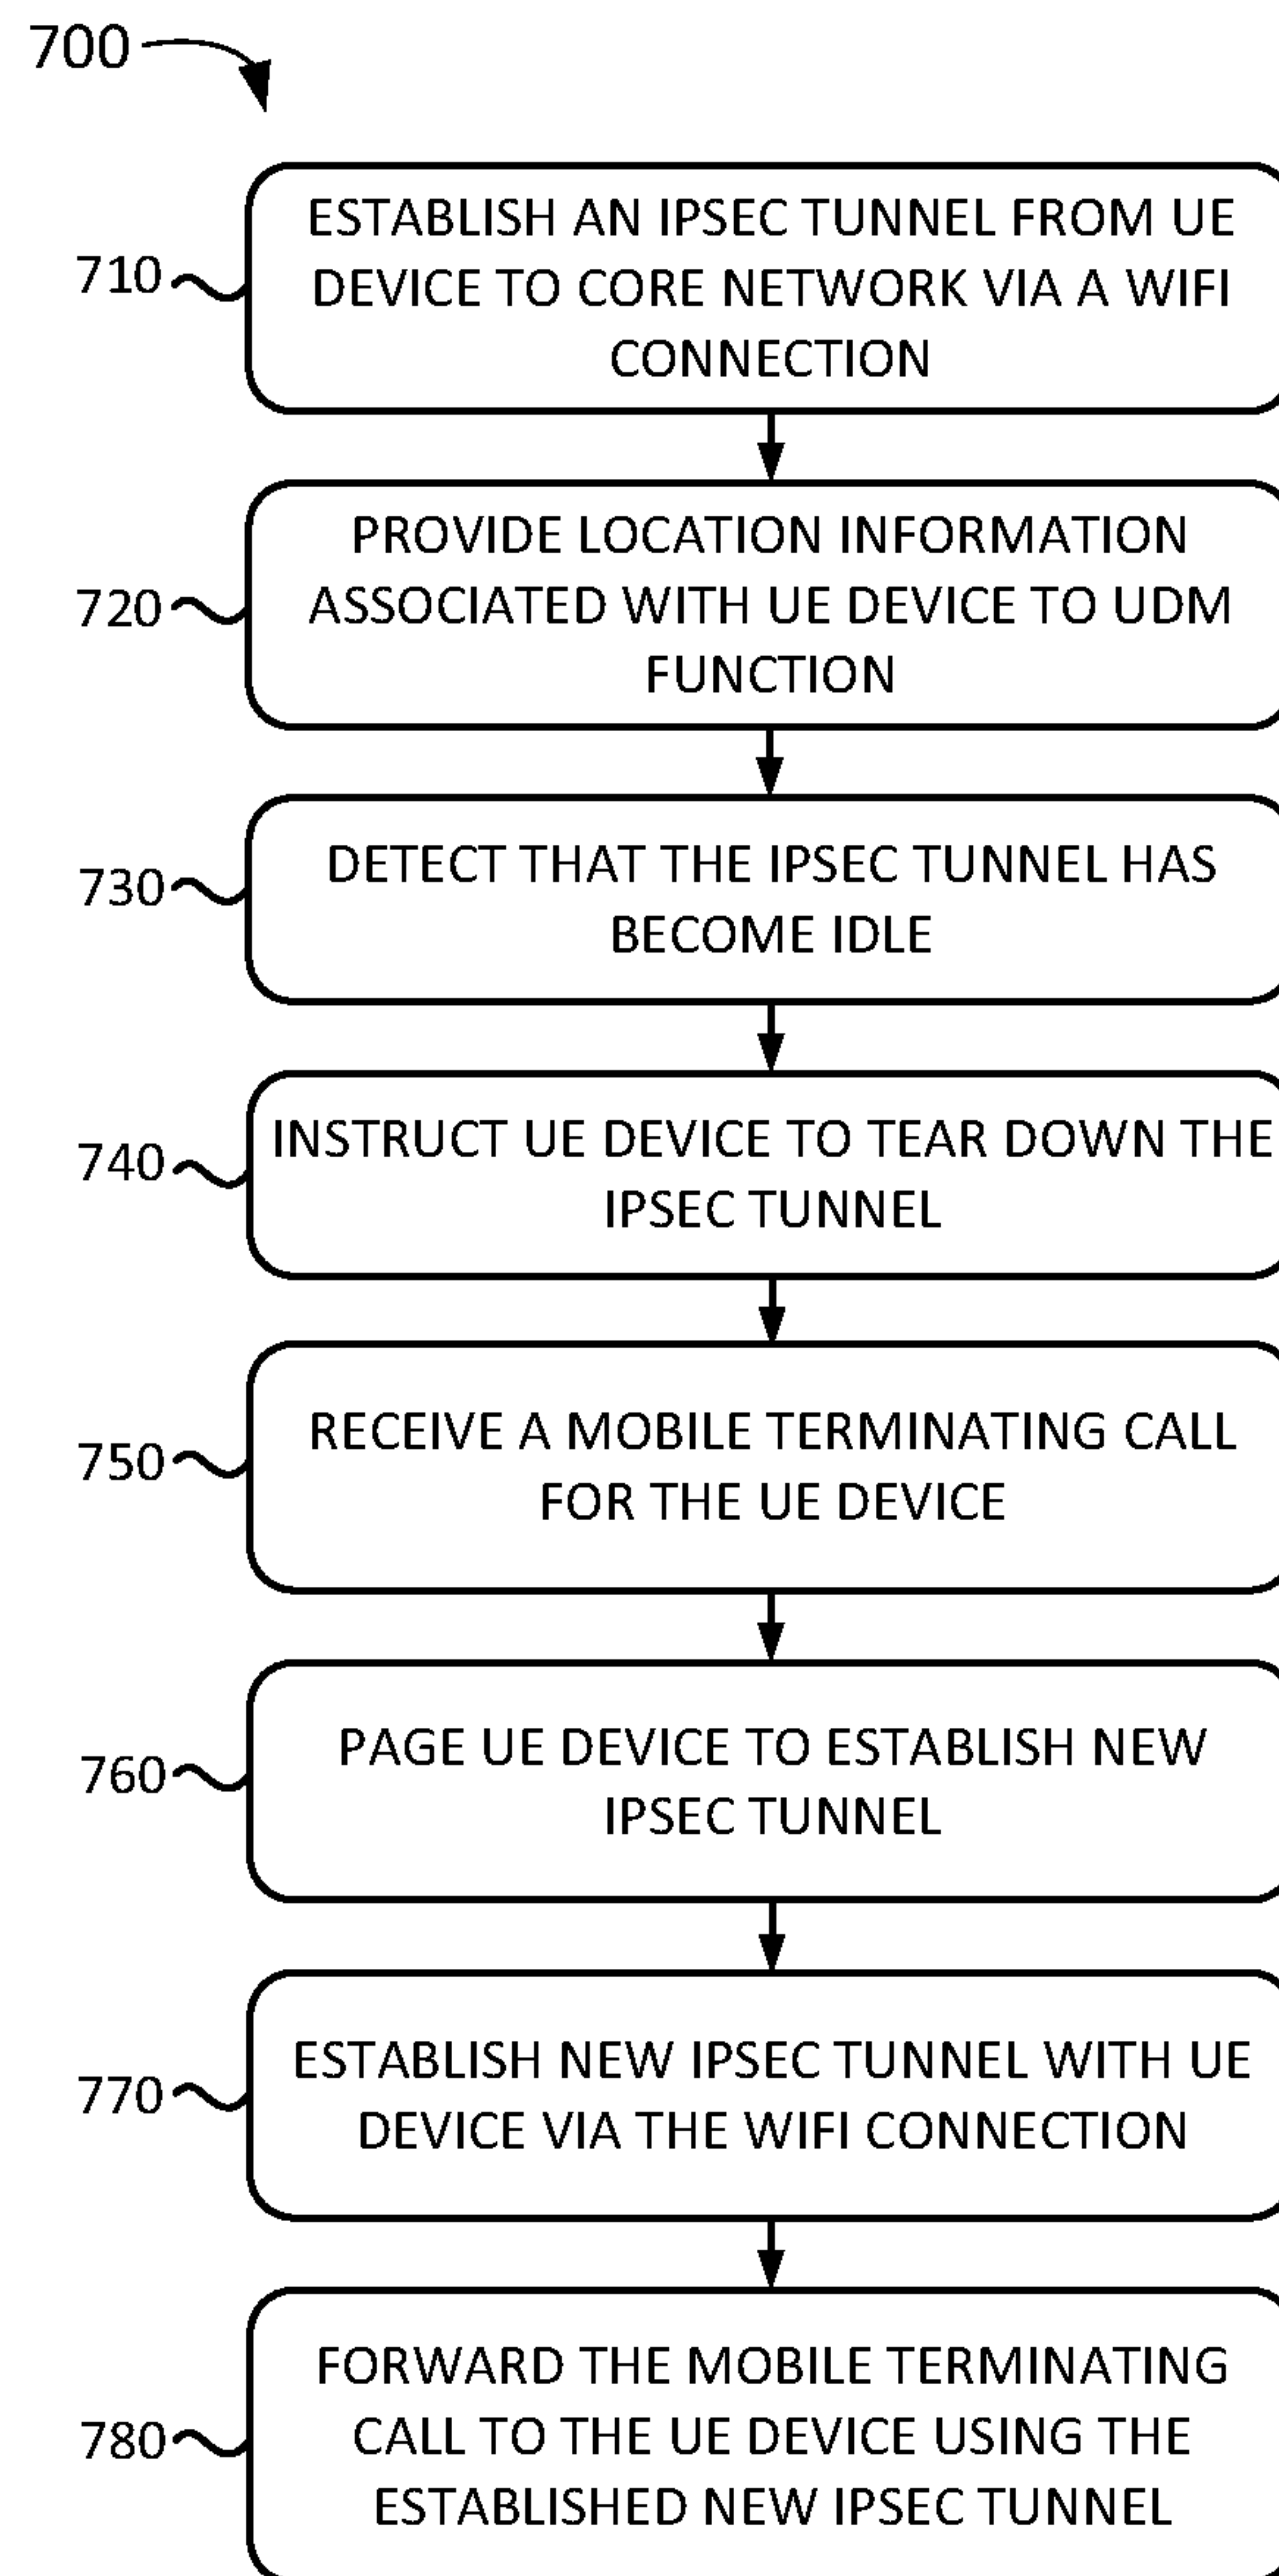 700
710
ESTABLISH AN IPSEC TUNNEL FROM UE
DEVICE TO CORE NETWORK VIA A WIFI
CONNECTION
720
PROVIDE LOCATION INFORMATION
ASSOCIATED WITH UE DEVICE TO UDM
FUNCTION
730
DETECT THAT THE IPSEC TUNNEL HAS
BECOME IDLE
740
INSTRUCT UE DEVICE TO TEAR DOWN THE
IPSEC TUNNEL
750
RECEIVE A MOBILE TERMINATING CALL
FOR THE UE DEVICE
760
PAGE UE DEVICE TO ESTABLISH NEW
IPSEC TUNNEL
770
ESTABLISH NEW IPSEC TUNNEL WITH UE
DEVICE VIA THE WIFI CONNECTION
780
FORWARD THE MOBILE TERMINATING
CALL TO THE UE DEVICE USING THE
ESTABLISHED NEW IPSEC TUNNEL